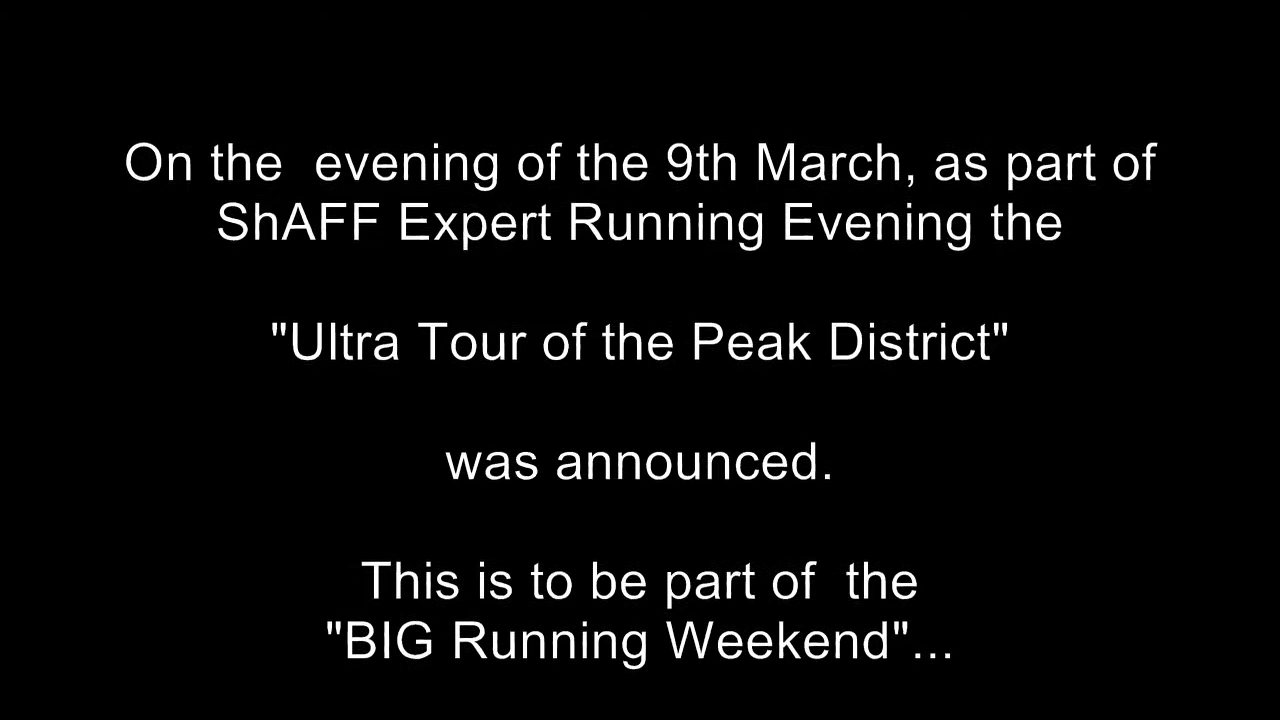 On the  evening of the 9th March, as part of
ShAFF Expert Running Evening the
"Ultra Tour of the Peak District"
was announced.
This is to be part of  the
"BIG Running Weekend"...